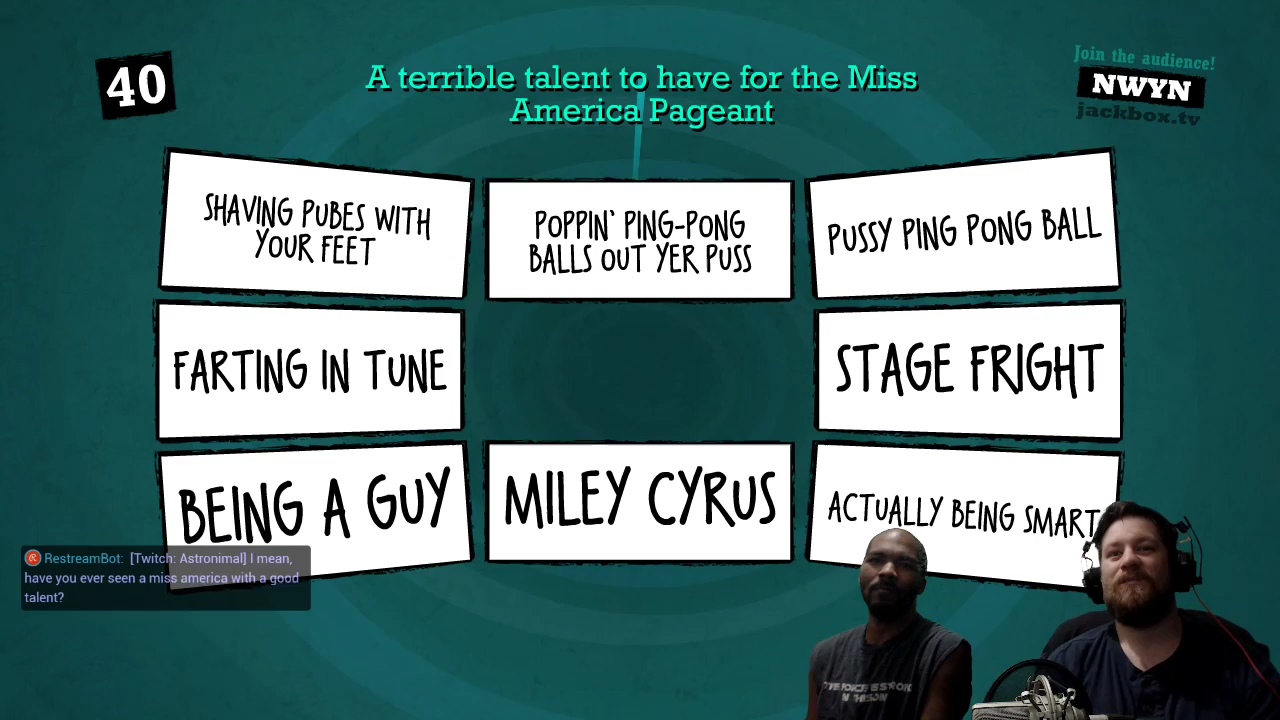 40
A terrible talent to have for the Miss
America Pageant
Join the audience!
NWYN
jackbox.tv
SHAVING PUBES WITH
YOUR FEET
POPPIN' PING-PONG
BALLS OUT YER PUSS
PUSSY PING PONG BALL
FARTING IN TUNE
STAGE FRIGHT
BEING A GUY
MILEY CYRUS
ACTUALLY BEING SMART
RestreamBot: [Twitch: Astronimal] I mean,
have you ever seen a miss america with a good
talent?